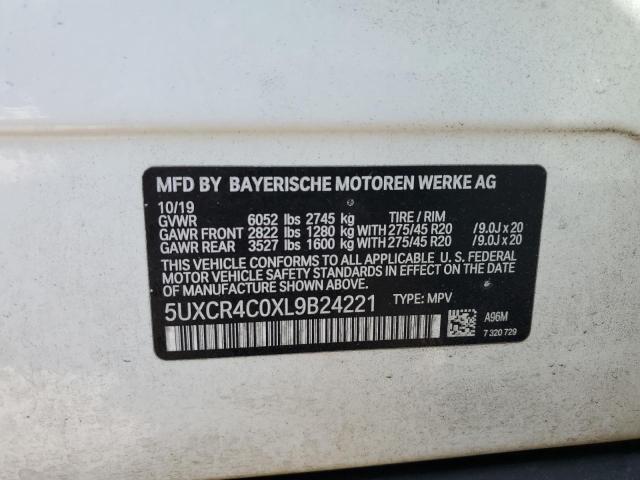 MFD BY BAYERISCHE MOTOREN WERKE AG
10/19
GVWR 6052 lbs 2745 kg TIRE / RIM
GAWR FRONT 2822 lbs 1280 kg WITH 275/45 R20 /9.0J x 20
GAWR REAR 3527 lbs 1600 kg WITH 275/45 R20 /9.0J x 20
THIS VEHICLE CONFORMS TO ALL APPLICABLE U. S. FEDERAL
MOTOR VEHICLE SAFETY STANDARDS IN EFFECT ON THE DATE
OF MANUFACTURE SHOWN ABOVE.
5UXCR4C0XL9B24221 TYPE: MPV
A96M
7 320 729